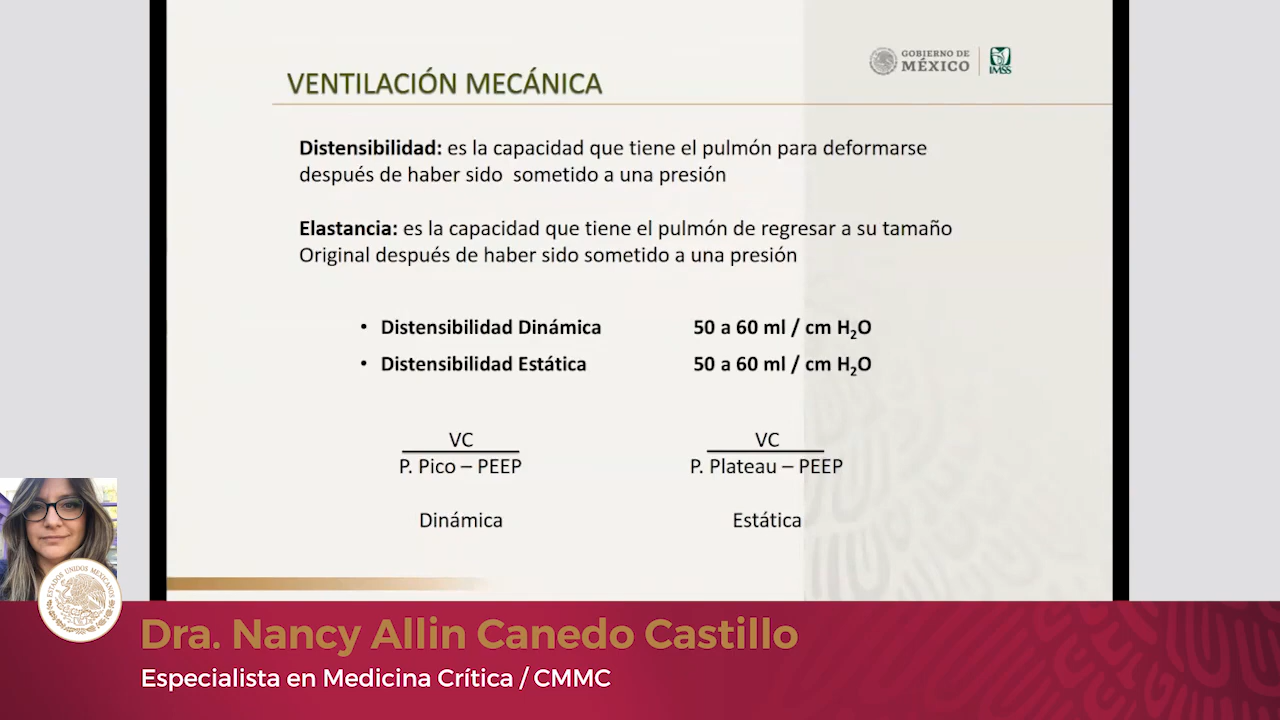 GOBIERNO DE
MÉXICO
IMSS
VENTILACIÓN MECÁNICA
Distensibilidad: es la capacidad que tiene el pulmón para deformarse
después de haber sido sometido a una presión
Elastancia: es la capacidad que tiene el pulmón de regresar a su tamaño
Original después de haber sido sometido a una presión
• Distensibilidad Dinámica 50 a 60 ml / cm H₂O
• Distensibilidad Estática 50 a 60 ml / cm H₂O
VC VC
P. Pico – PEEP P. Plateau – PEEP
Dinámica Estática
ESTADOS UNIDOS MEXICANOS
Dra. Nancy Allin Canedo Castillo
Especialista en Medicina Crítica / CMMC